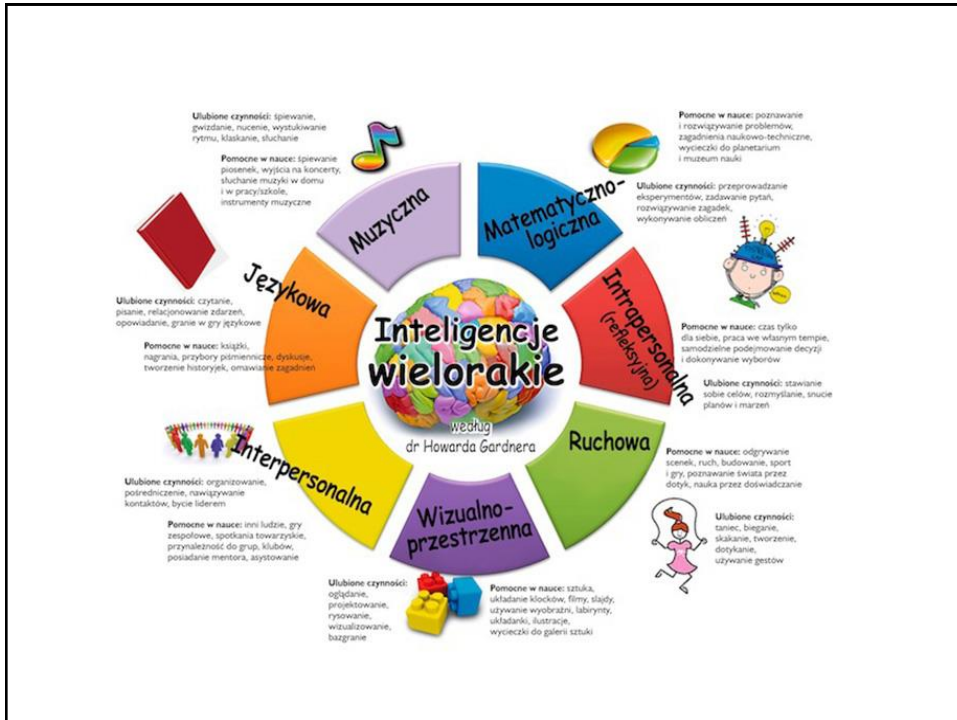 Ulubione czynności: śpiewanie,
gwizdanie, nucenie, wystukiwanie
rytmu, klaskanie, słuchanie
Pomocne w nauce: śpiewanie
piosenek, wyjścia na koncerty,
słuchanie muzyki w domu
i w pracy/szkole,
instrumenty muzyczne
Muzyczna
Pomocne w nauce: poznawanie
i rozwiązywanie problemów,
zagadnienia naukowo-techniczne,
wycieczki do planetarium
i muzeum nauki
Ulubione czynności: przeprowadzanie
eksperymentów, zadawanie pytań,
rozwiązywanie zagadek,
wykonywanie obliczeń
Matematyczno-
logiczna
Językowa
Ulubione czynności: czytanie,
pisanie, relacjonowanie zdarzeń,
opowiadanie, granie w gry językowe
Pomocne w nauce: książki,
nagrania, przybory piśmiennicze, dyskusje,
tworzenie historyjek, omawianie zagadnień
Inteligencje
wielorakie
według
dr Howarda Gardnera
Intrapersonalna
(refleksyjna)
Pomocne w nauce: czas tylko
dla siebie, praca we własnym tempie,
samodzielne podejmowanie decyzji
i dokonywanie wyborów
Ulubione czynności: stawianie
sobie celów, rozmyślanie, snucie
planów i marzeń
Interpersonalna
Ulubione czynności: organizowanie,
pośredniczenie, nawiązywanie
kontaktów, bycie liderem
Pomocne w nauce: inni ludzie, gry
zespołowe, spotkania towarzyskie,
przynależność do grup, klubów,
posiadanie mentora, asystowanie
Ruchowa
Pomocne w nauce: odgrywanie
scenek, ruch, budowanie, sport
i gry, poznawanie świata przez
dotyk, nauka przez doświadczanie
Ulubione czynności:
taniec, bieganie,
skakanie, tworzenie,
dotykanie,
używanie gestów
Wizualno-
przestrzenna
Ulubione czynności:
oglądanie,
projektowanie,
rysowanie,
wizualizowanie,
bazgranie
Pomocne w nauce: sztuka,
układanie klocków, filmy, slajdy,
używanie wyobraźni, labirynty,
układanki, ilustracje,
wycieczki do galerii sztuki